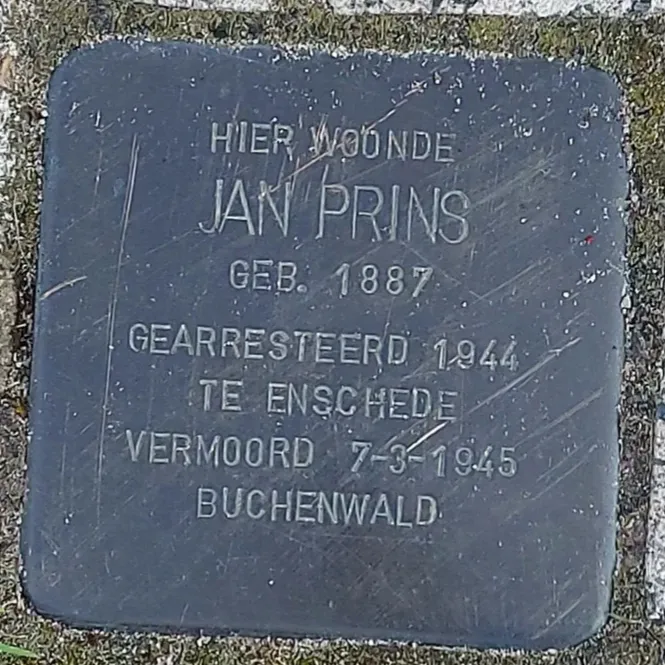 HIER WOONDE
JAN PRINS
GEB. 1887
GEARRESTEERD 1944
TE ENSCHEDE
VERMOORD 7-3-1945
BUCHENWALD